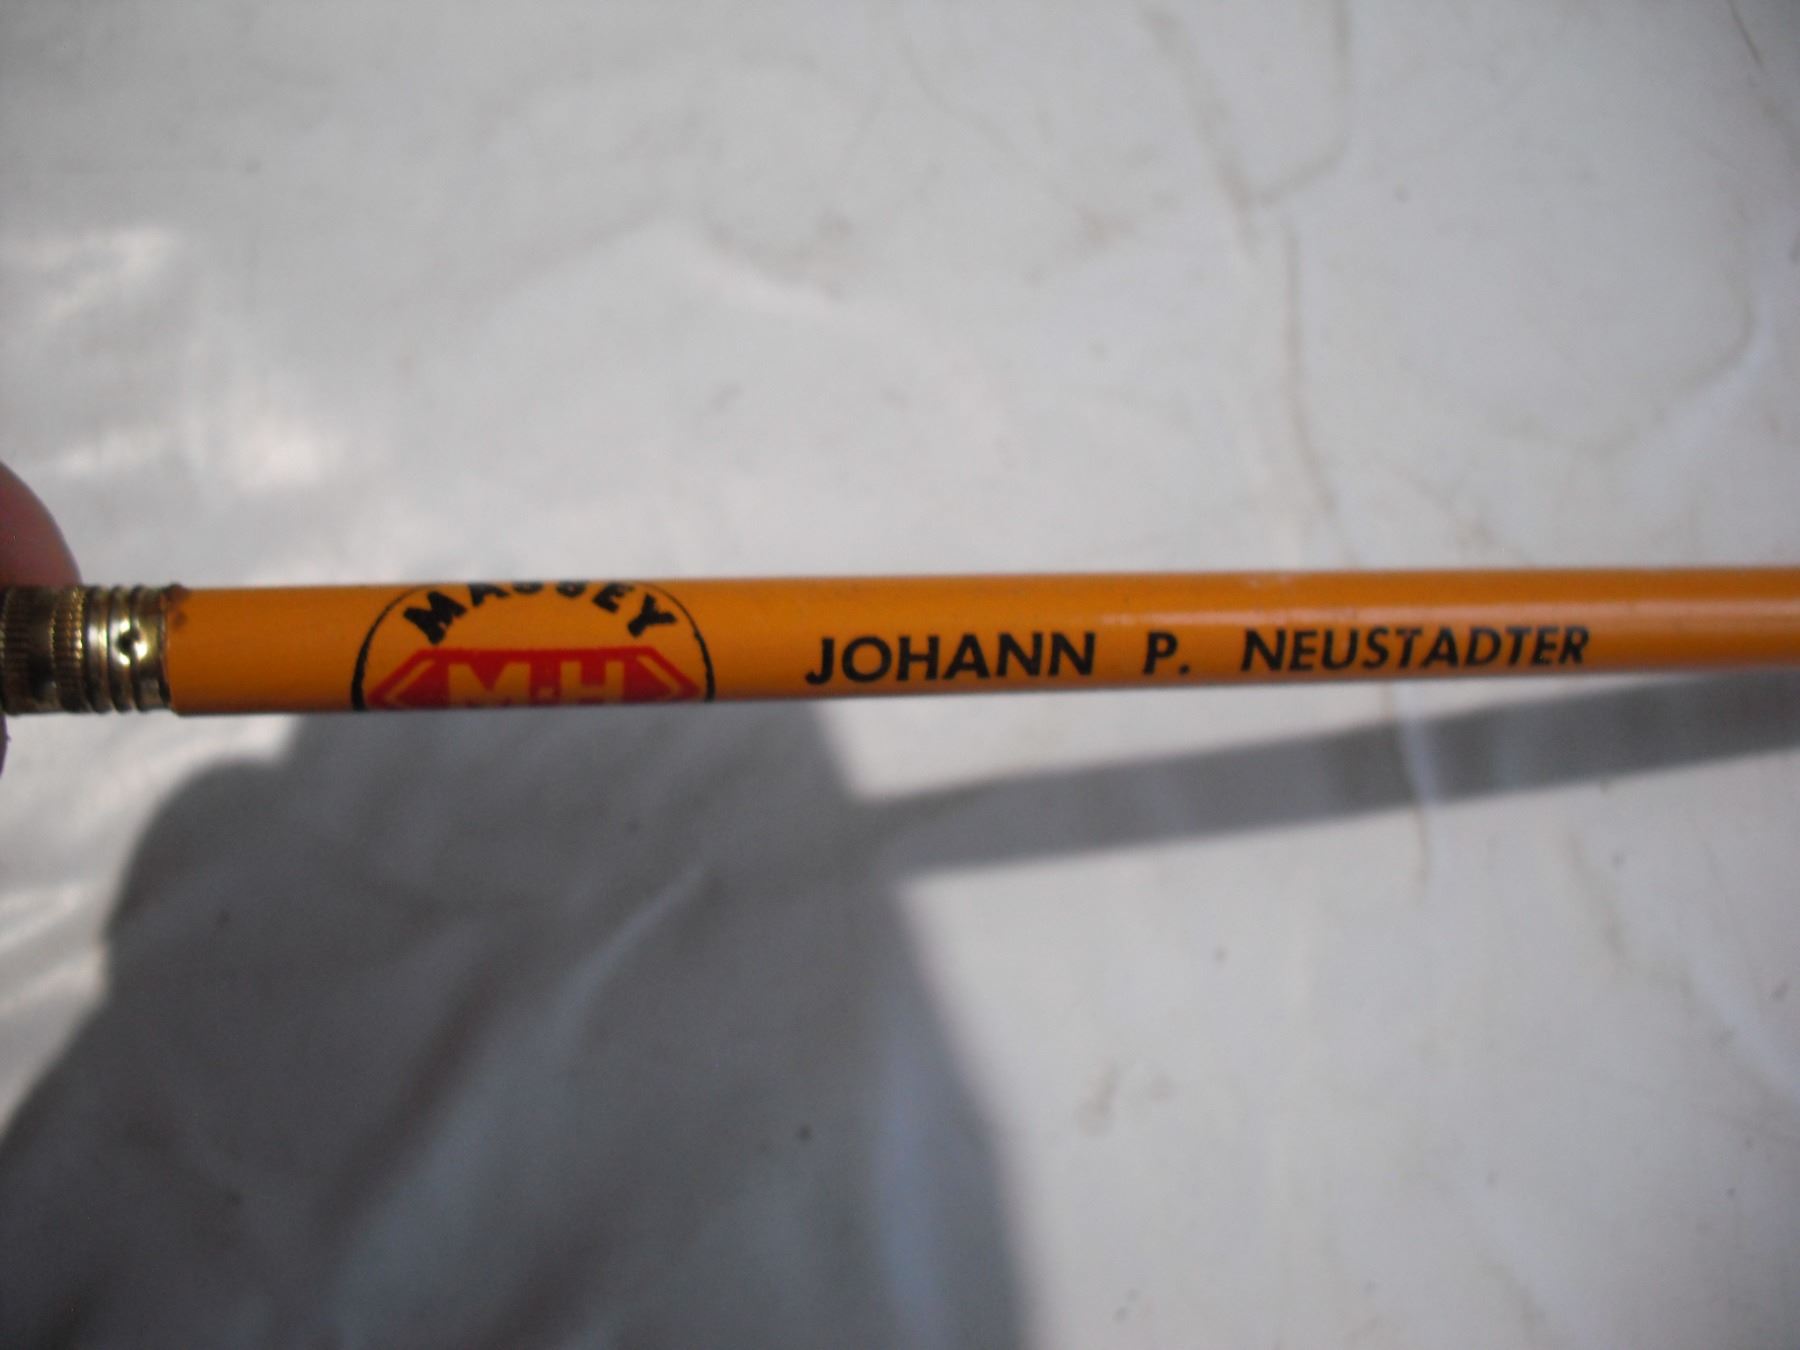 MASSEY
M-H
JOHANN P. NEUSTADTER